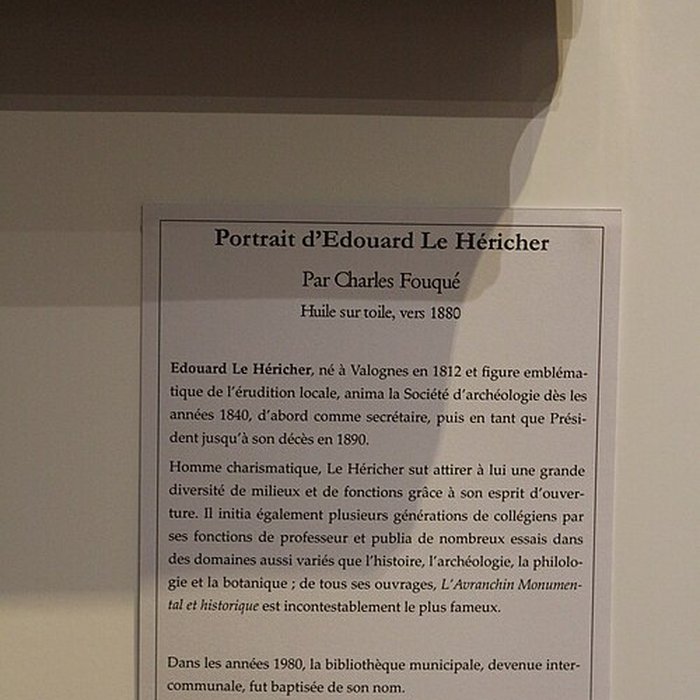 Portrait d'Edouard Le Héricher
Par Charles Fouqué
Huile sur toile, vers 1880
Edouard Le Héricher, né à Valognes en 1812 et figure embléma-
tique de l'érudition locale, anima la Société d'archéologie dès les
années 1840, d'abord comme secrétaire, puis en tant que Prési-
dent jusqu'à son décès en 1890.
Homme charismatique, Le Héricher sut attirer à lui une grande
diversité de milieux et de fonctions grâce à son esprit d'ouver-
ture. Il initia également plusieurs générations de collégiens par
ses fonctions de professeur et publia de nombreux essais dans
des domaines aussi variés que l'histoire, l'archéologie, la philolo-
gie et la botanique ; de tous ses ouvrages, L'Avranchin Monumen-
tal et historique est incontestablement le plus fameux.
Dans les années 1980, la bibliothèque municipale, devenue inter-
communale, fut baptisée de son nom.